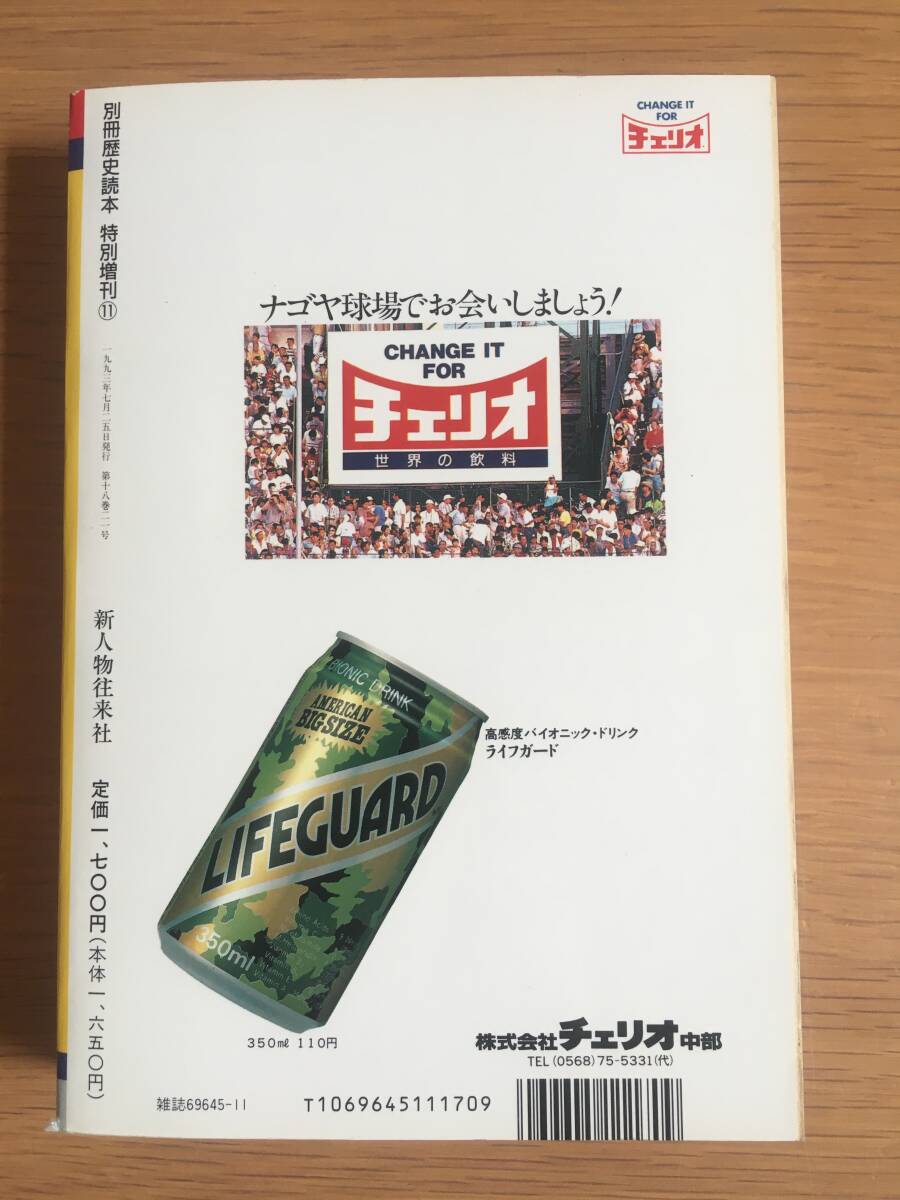 別冊歴史読本 特別増刊⑪
一九九三年七月二五日発行 第十八巻二一号
新人物往来社
定価一、七〇〇円(本体一、六五〇円)
CHANGE IT
FOR
チェリオ
ナゴヤ球場でお会いしましょう!
CHANGE IT
FOR
チェリオ
世界の飲料
BIONIC DRINK
AMERICAN
BIG SIZE
LIFEGUARD
350ml
高感度バイオニック・ドリンク
ライフガード
350㎖ 110円
株式会社チェリオ中部
TEL (0568) 75-5331(代)
雑誌69645-11
T1069645111709